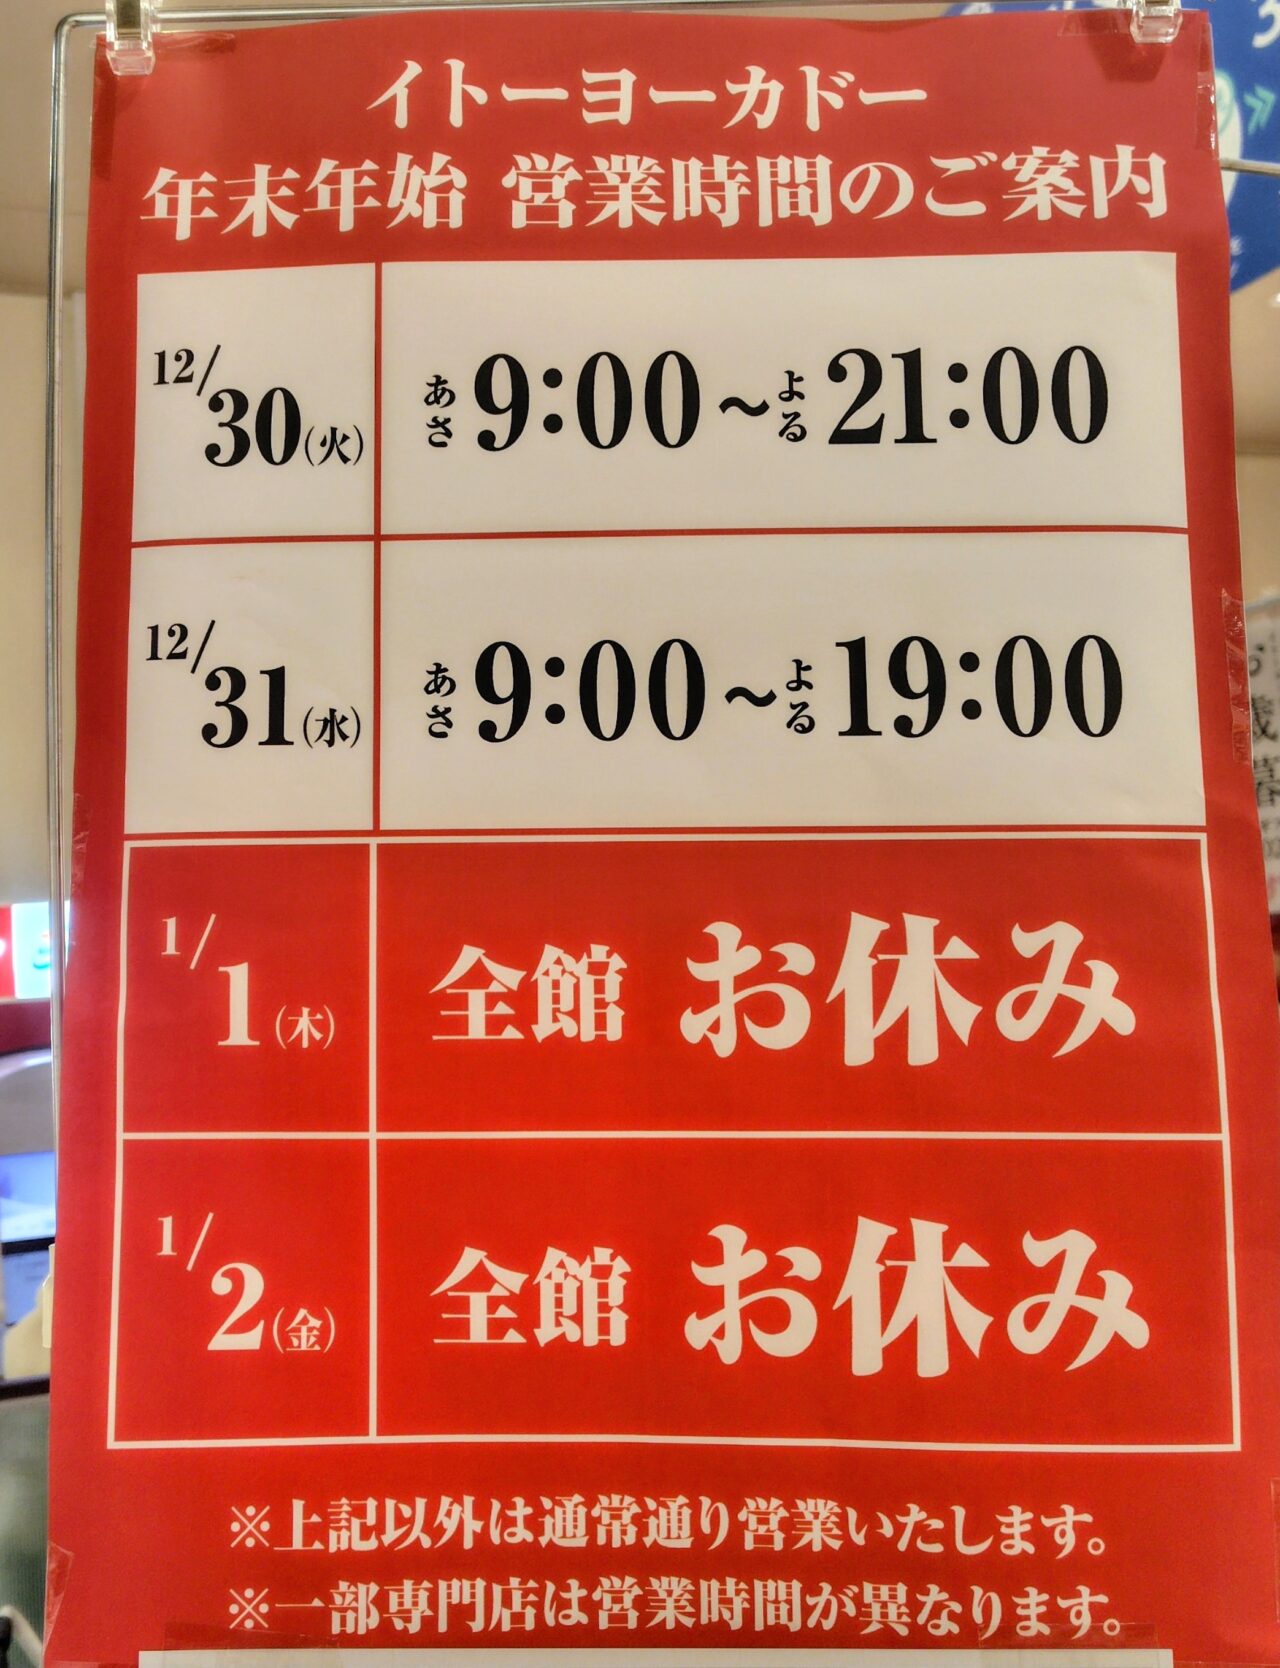 イトーヨーカドー
年末年始 営業時間のご案内
12/30(火) あさ9:00～よる21:00
12/31(水) あさ9:00～よる19:00
1/1(木) 全館 お休み
1/2(金) 全館 お休み
※上記以外は通常通り営業いたします。
※一部専門店は営業時間が異なります。